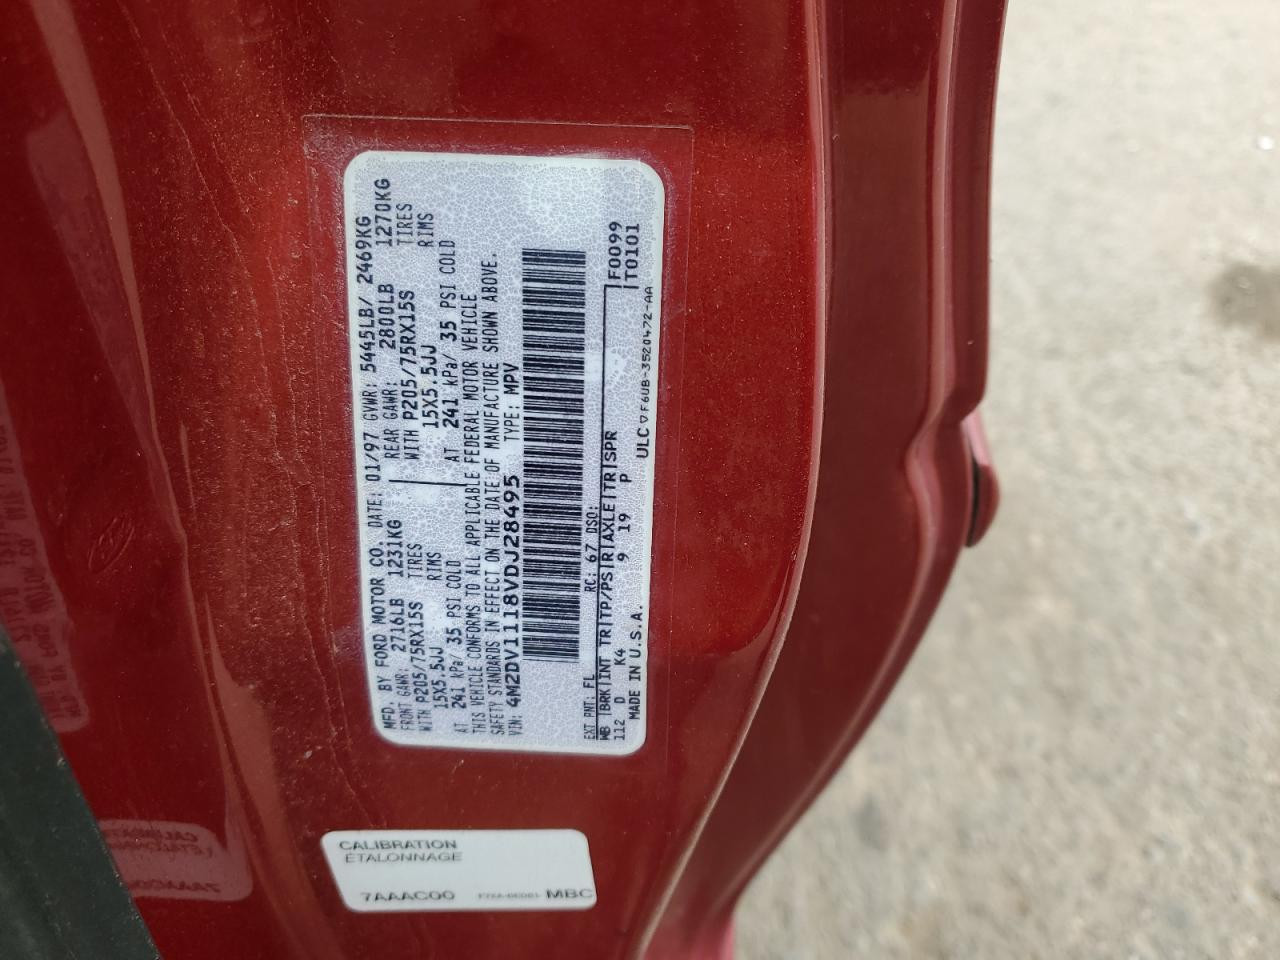 MFD. BY FORD MOTOR CO. DATE: 01/97 GVWR: 5445LB/ 2469KG
FRONT GAWR: 2716LB 1231KG REAR GAWR: 2800LB 1270KG
WITH P205/75RX15S TIRES WITH P205/75RX15S TIRES
15X5.5JJ RIMS 15X5.5JJ RIMS
AT 241 kPa/ 35 PSI COLD AT 241 kPa/ 35 PSI COLD
THIS VEHICLE CONFORMS TO ALL APPLICABLE FEDERAL MOTOR VEHICLE
SAFETY STANDARDS IN EFFECT ON THE DATE OF MANUFACTURE SHOWN ABOVE.
VIN: 4M2DV1118VDJ28495 TYPE: MPV
EXT PNT: FL RC: 67 DSO:
WB BRK INT TR TP/PS R AXLE TR SPR F0099
112 D K4 9 19 P T0101
MADE IN U.S.A. ULC ▽ F6UB-3520472-AA
CALIBRATION
ÉTALONNAGE
7AAAC00 MBC